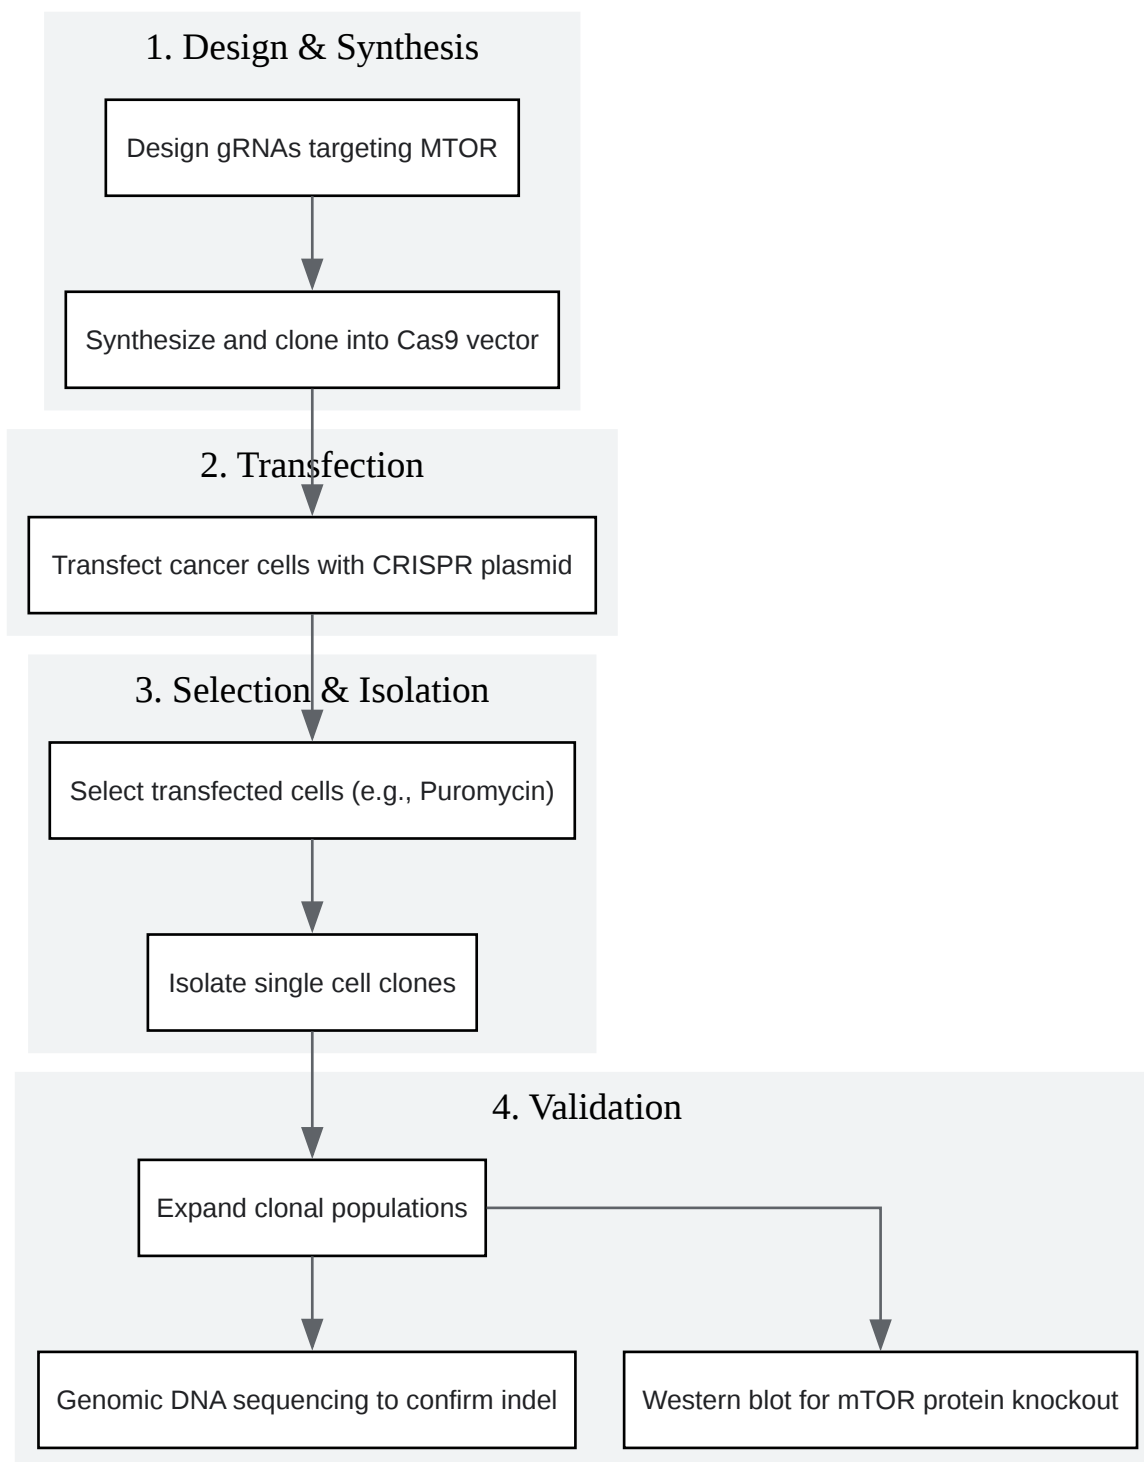 1. Design & Synthesis
Design gRNAs targeting MTOR
Synthesize and clone into Cas9 vector
2. Transfection
Transfect cancer cells with CRISPR plasmid
3. Selection & Isolation
Select transfected cells (e.g., Puromycin)
Isolate single cell clones
4. Validation
Expand clonal populations
Genomic DNA sequencing to confirm indel
Western blot for mTOR protein knockout